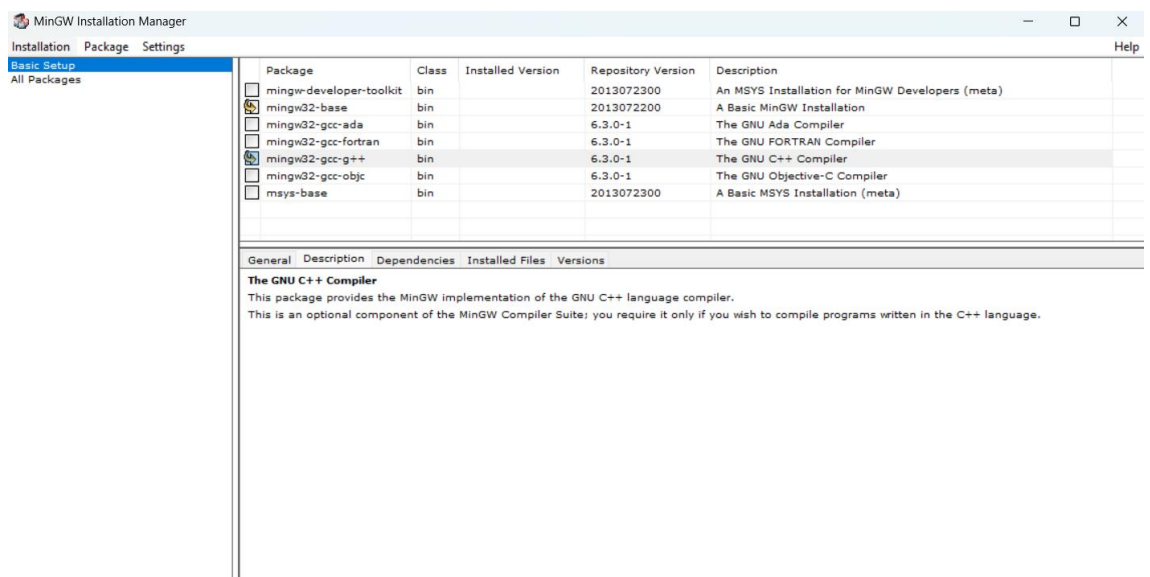 MinGW Installation Manager
Installation Package Settings Help
Basic Setup
All Packages
Package Class Installed Version Repository Version Description
mingw-developer-toolkit bin 2013072300 An MSYS Installation for MinGW Developers (meta)
mingw32-base bin 2013072200 A Basic MinGW Installation
mingw32-gcc-ada bin 6.3.0-1 The GNU Ada Compiler
mingw32-gcc-fortran bin 6.3.0-1 The GNU FORTRAN Compiler
mingw32-gcc-g++ bin 6.3.0-1 The GNU C++ Compiler
mingw32-gcc-objc bin 6.3.0-1 The GNU Objective-C Compiler
msys-base bin 2013072300 A Basic MSYS Installation (meta)
General Description Dependencies Installed Files Versions
The GNU C++ Compiler
This package provides the MinGW implementation of the GNU C++ language compiler.
This is an optional component of the MinGW Compiler Suite; you require it only if you wish to compile programs written in the C++ language.